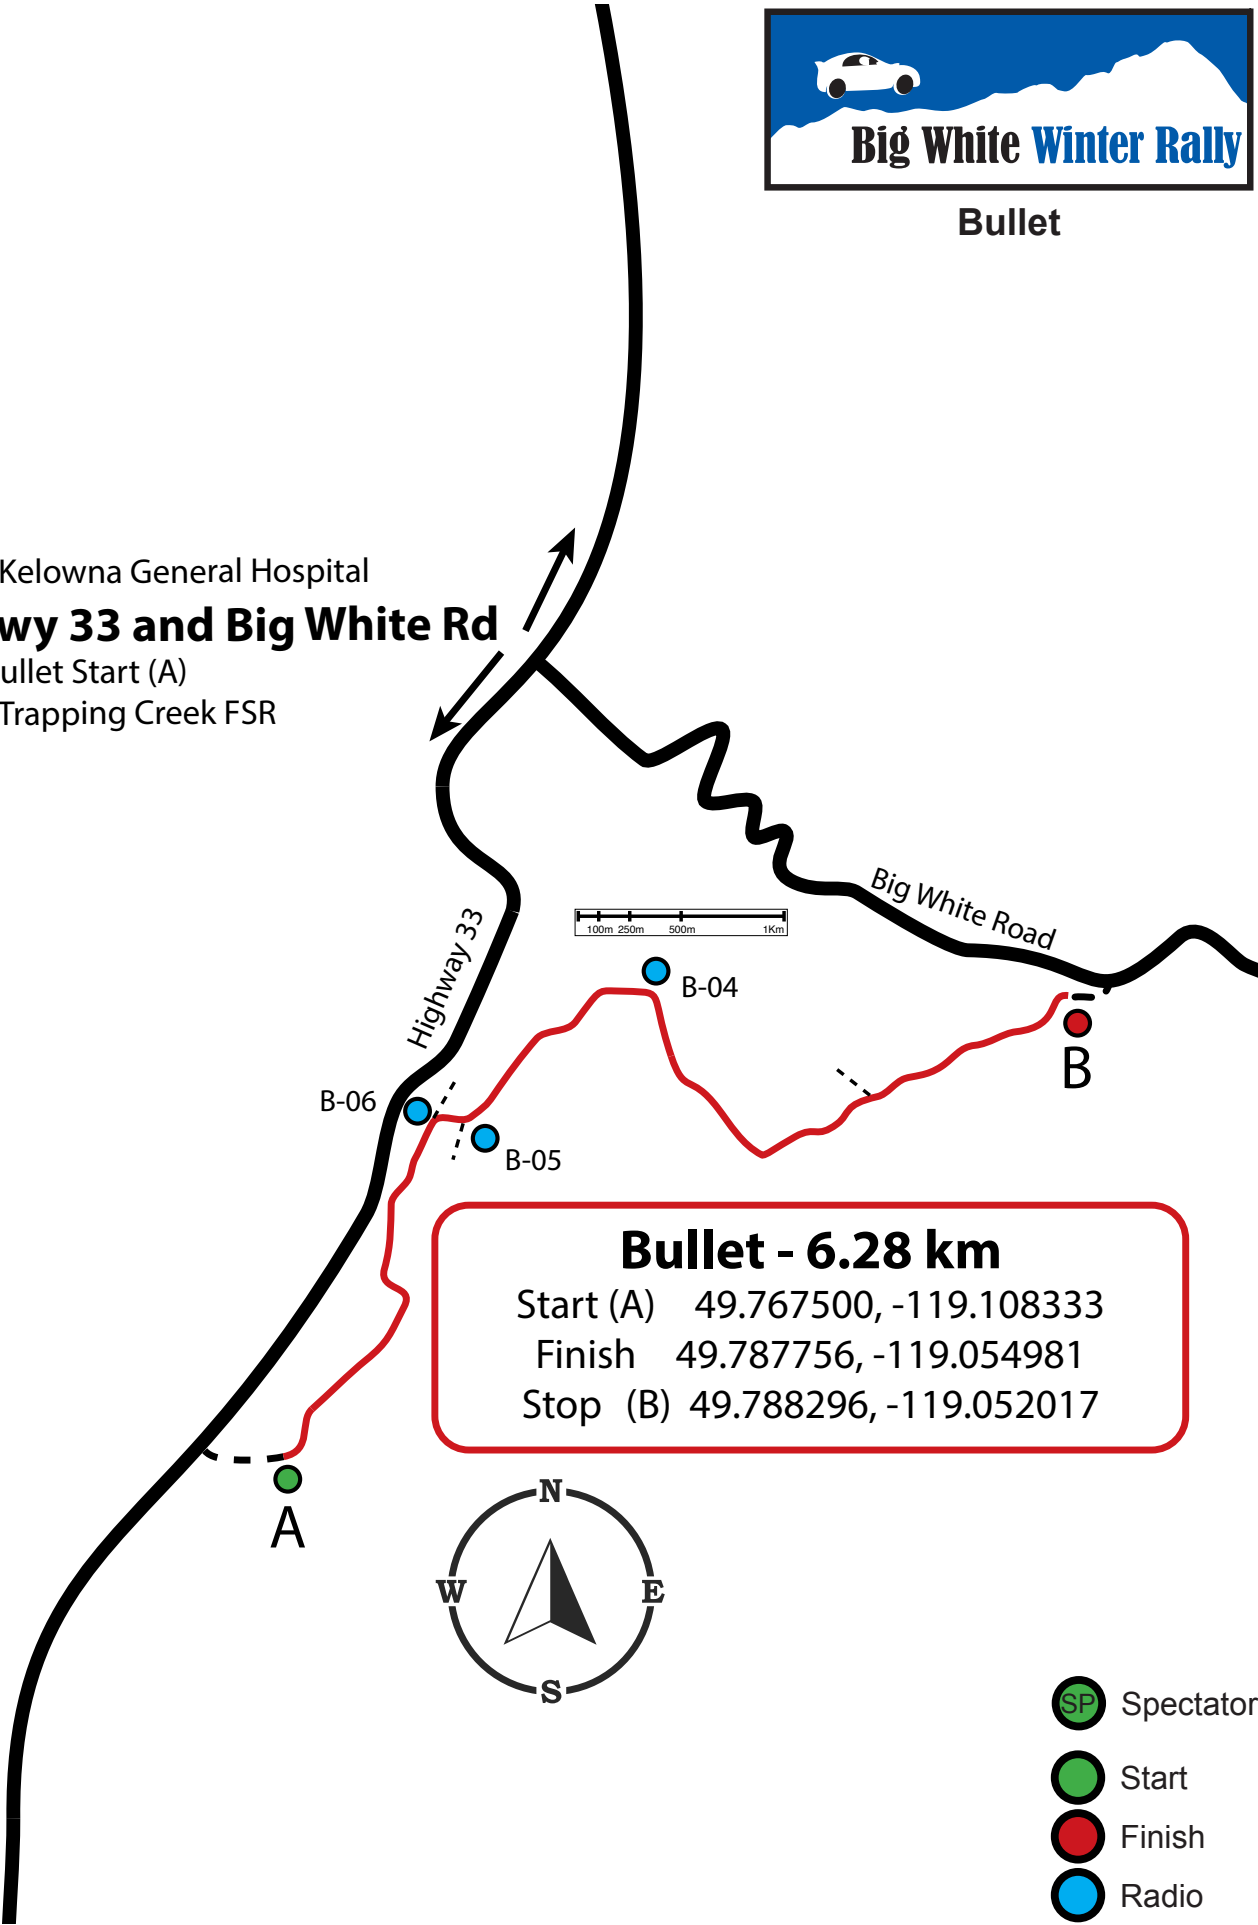 Big White Winter Rally
Bullet
Kelowna General Hospital
wy 33 and Big White Rd
ullet Start (A)
Trapping Creek FSR
Big White Road
Highway 33
100m 250m 500m 1Km
B-04
B
B-06
B-05
Bullet - 6.28 km
Start (A) 49.767500, -119.108333
Finish 49.787756, -119.054981
Stop (B) 49.788296, -119.052017
A
N
W E
S
SP Spectator
Start
Finish
Radio